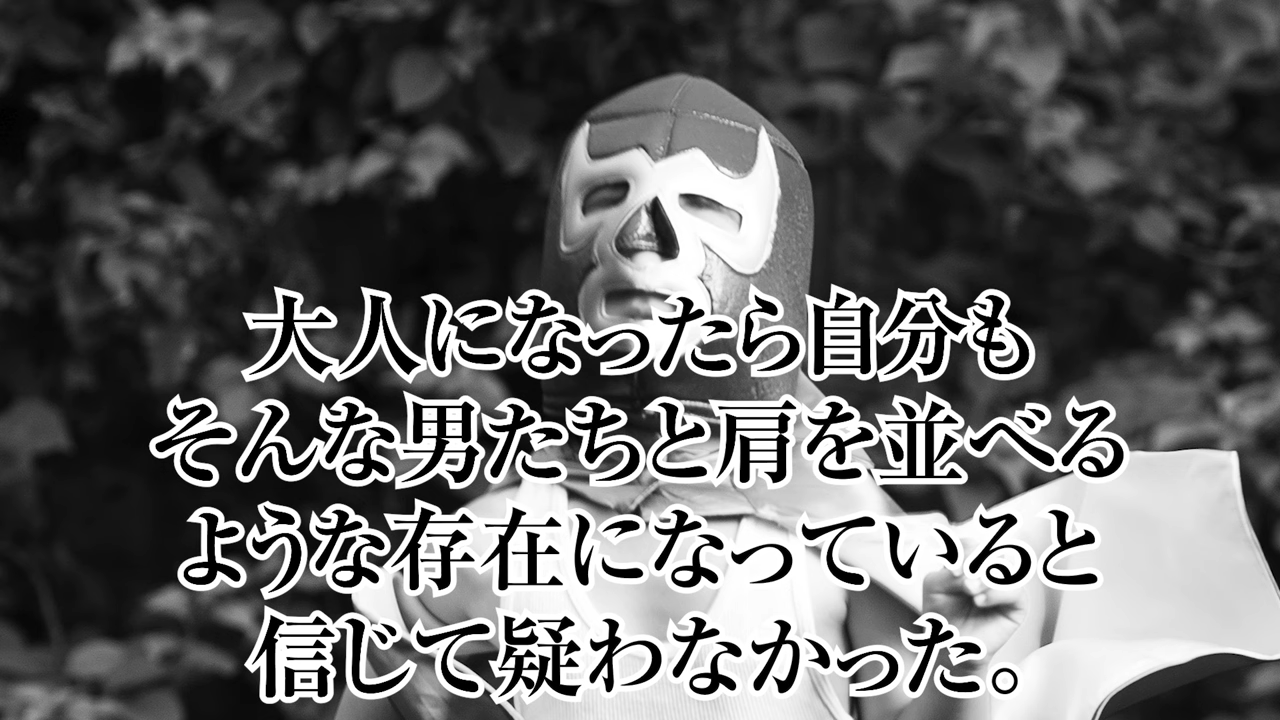 大人になったら自分も
そんな男たちと肩を並べる
ような存在になっていると
信じて疑わなかった。